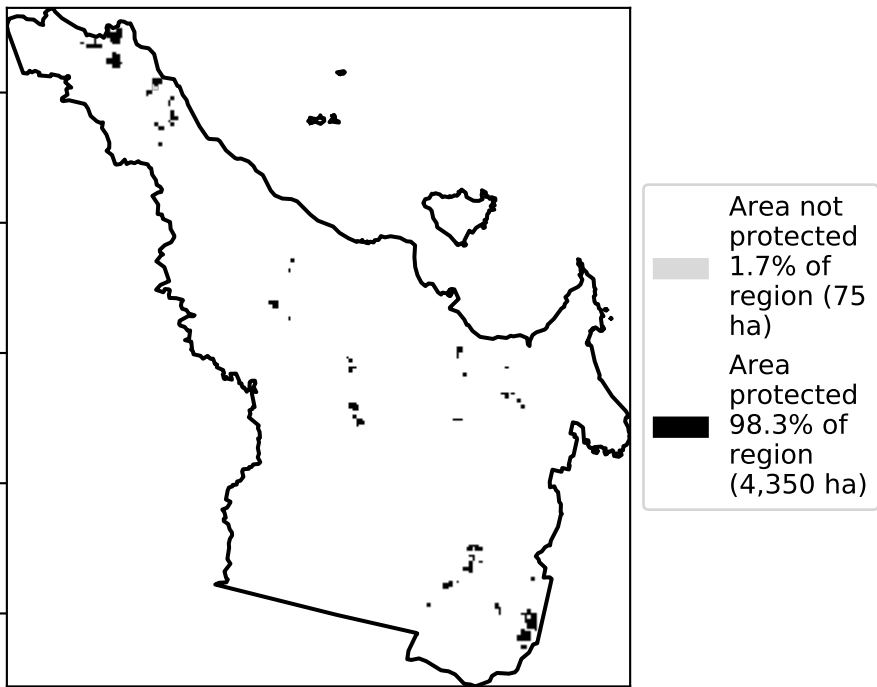 Area not
protected
1.7% of
region (75
ha)
Area
protected
98.3% of
region
(4,350 ha)